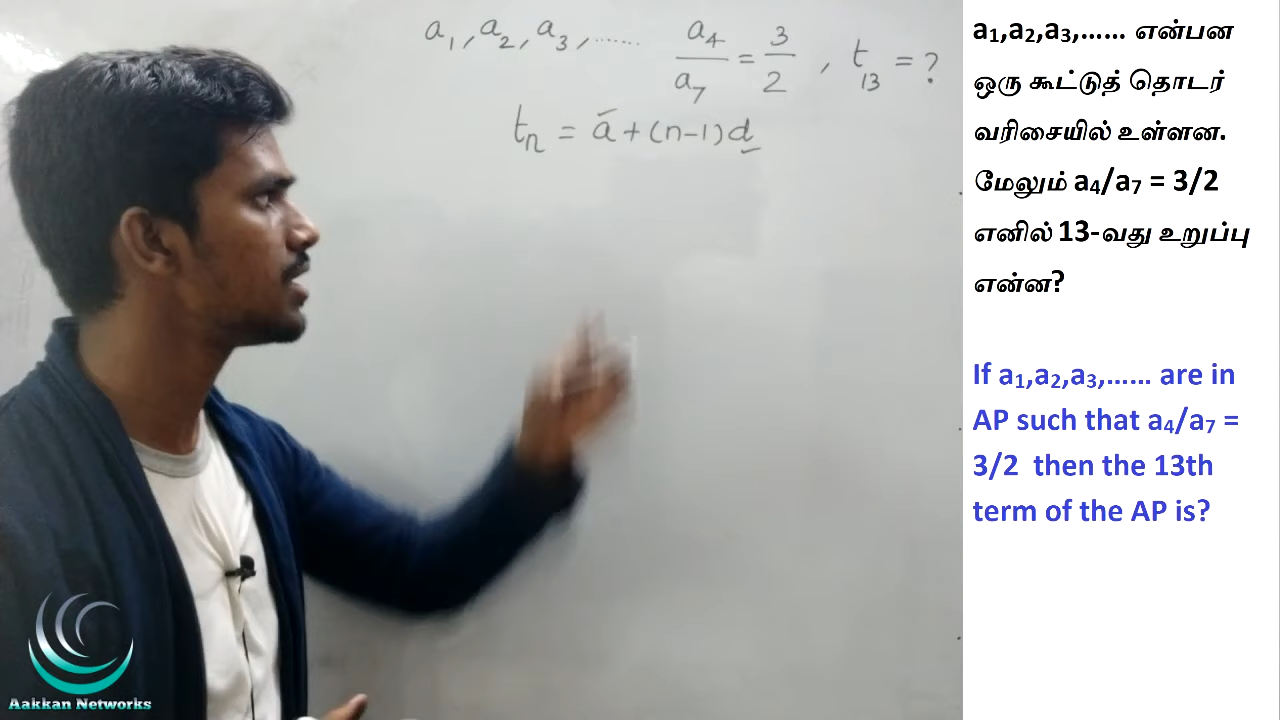 a₁, a₂, a₃, ...... a₄/a₇ = 3/2 , t₁₃ = ?
tₙ = a + (n-1)d
a₁,a₂,a₃,...... என்பன
ஒரு கூட்டுத் தொடர்
வரிசையில் உள்ளன.
மேலும் a₄/a₇ = 3/2
எனில் 13-வது உறுப்பு
என்ன?
If a₁,a₂,a₃,...... are in
AP such that a₄/a₇ =
3/2 then the 13th
term of the AP is?
Aakkan Networks